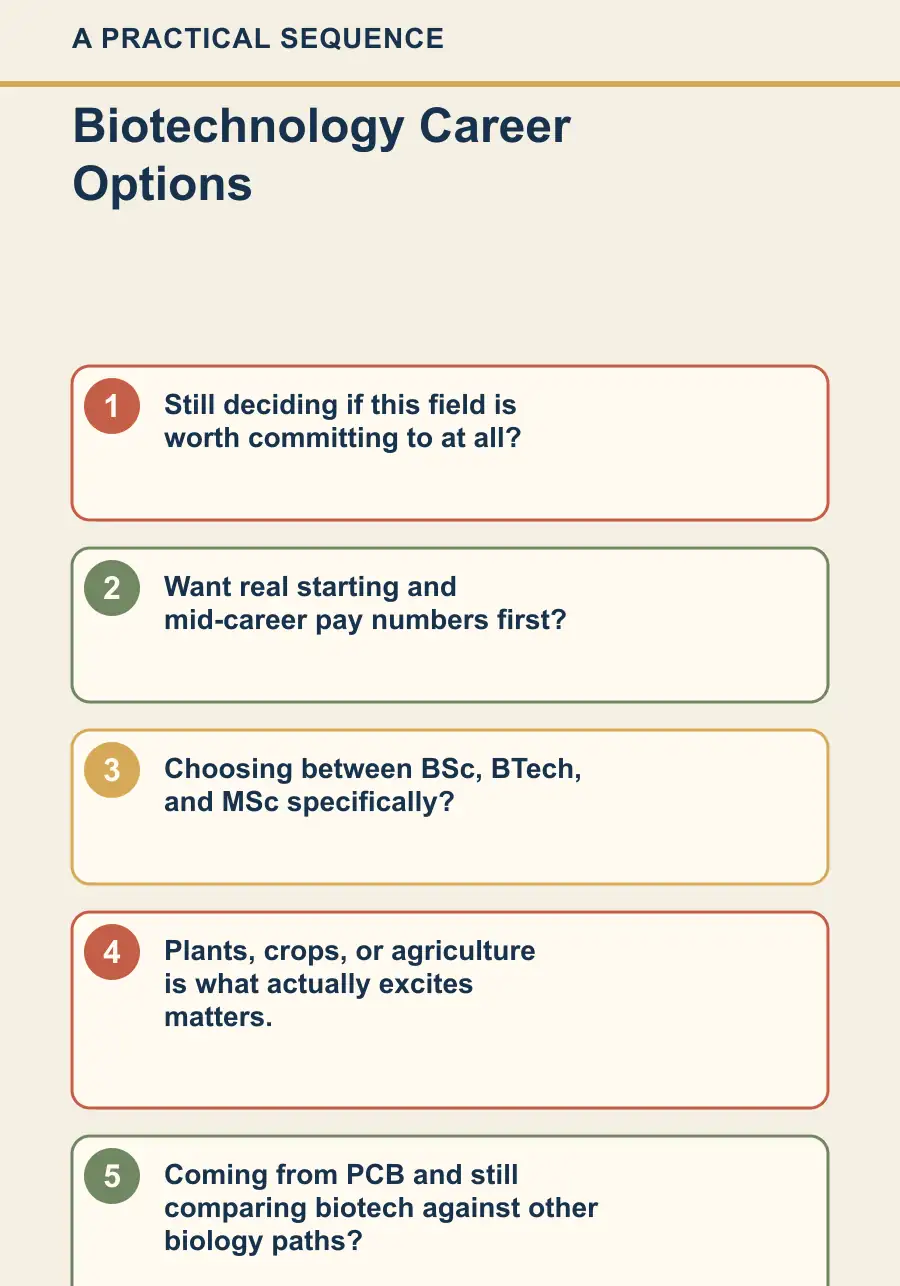 A PRACTICAL SEQUENCE
Biotechnology Career
Options
1
Still deciding if this field is
worth committing to at all?
2
Want real starting and
mid-career pay numbers first?
3
Choosing between BSc, BTech,
and MSc specifically?
4
Plants, crops, or agriculture
is what actually excites
matters.
5
Coming from PCB and still
comparing biotech against other
biology paths?